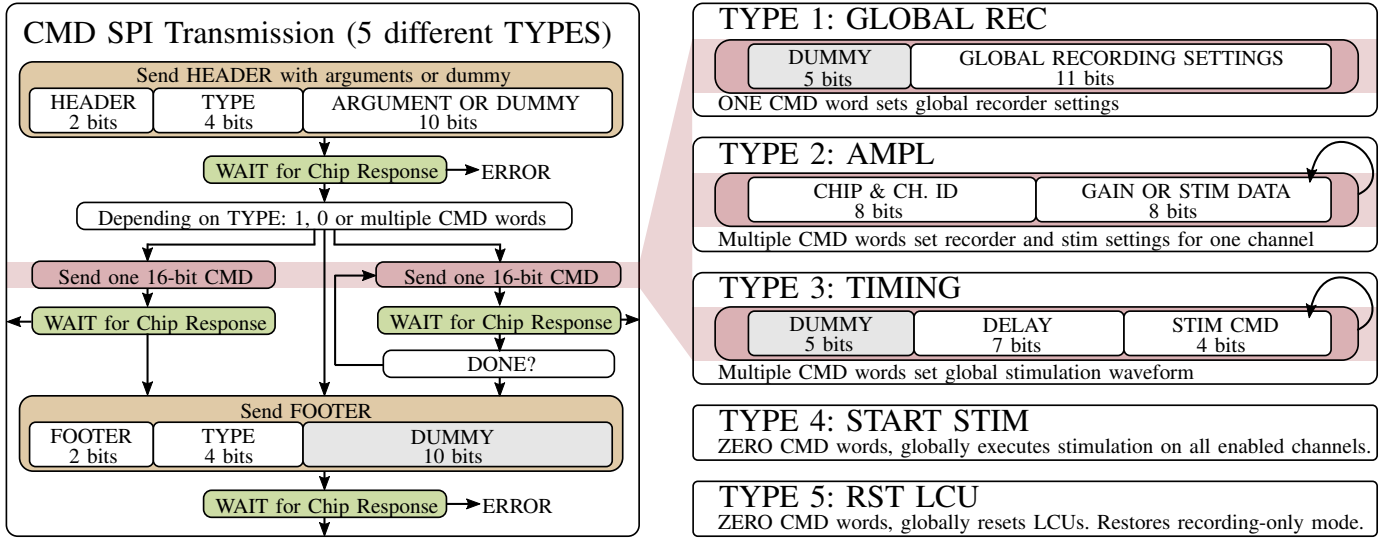 CMD SPI Transmission (5 different TYPES)
Send HEADER with arguments or dummy
HEADER
2 bits
TYPE
4 bits
ARGUMENT OR DUMMY
10 bits
WAIT for Chip Response
ERROR
Depending on TYPE: 1, 0 or multiple CMD words
Send one 16-bit CMD
Send one 16-bit CMD
WAIT for Chip Response
WAIT for Chip Response
DONE?
Send FOOTER
FOOTER
2 bits
TYPE
4 bits
DUMMY
10 bits
WAIT for Chip Response
ERROR
TYPE 1: GLOBAL REC
DUMMY
5 bits
GLOBAL RECORDING SETTINGS
11 bits
ONE CMD word sets global recorder settings
TYPE 2: AMPL
CHIP & CH. ID
8 bits
GAIN OR STIM DATA
8 bits
Multiple CMD words set recorder and stim settings for one channel
TYPE 3: TIMING
DUMMY
5 bits
DELAY
7 bits
STIM CMD
4 bits
Multiple CMD words set global stimulation waveform
TYPE 4: START STIM
ZERO CMD words, globally executes stimulation on all enabled channels.
TYPE 5: RST LCU
ZERO CMD words, globally resets LCUs. Restores recording-only mode.